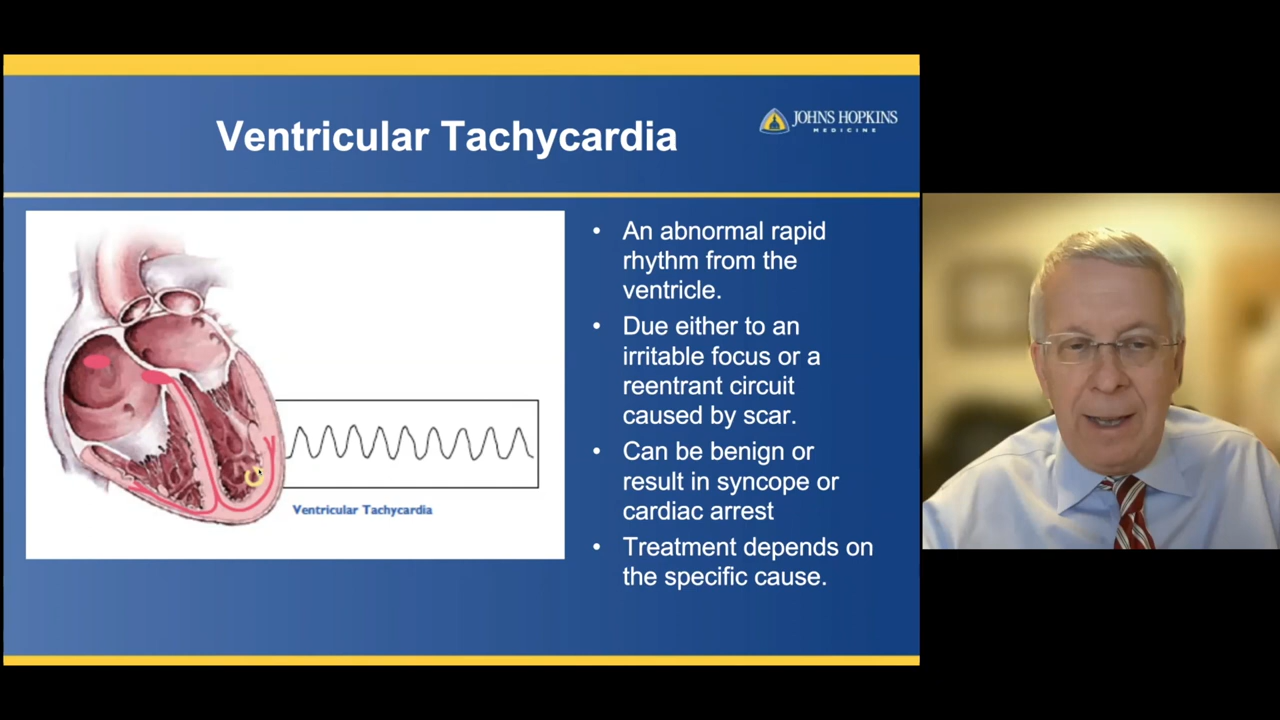 Ventricular Tachycardia
JOHNS HOPKINS
MEDICINE
• An abnormal rapid
rhythm from the
ventricle.
• Due either to an
irritable focus or a
reentrant circuit
caused by scar.
• Can be benign or
result in syncope or
cardiac arrest
• Treatment depends on
the specific cause.
Ventricular Tachycardia